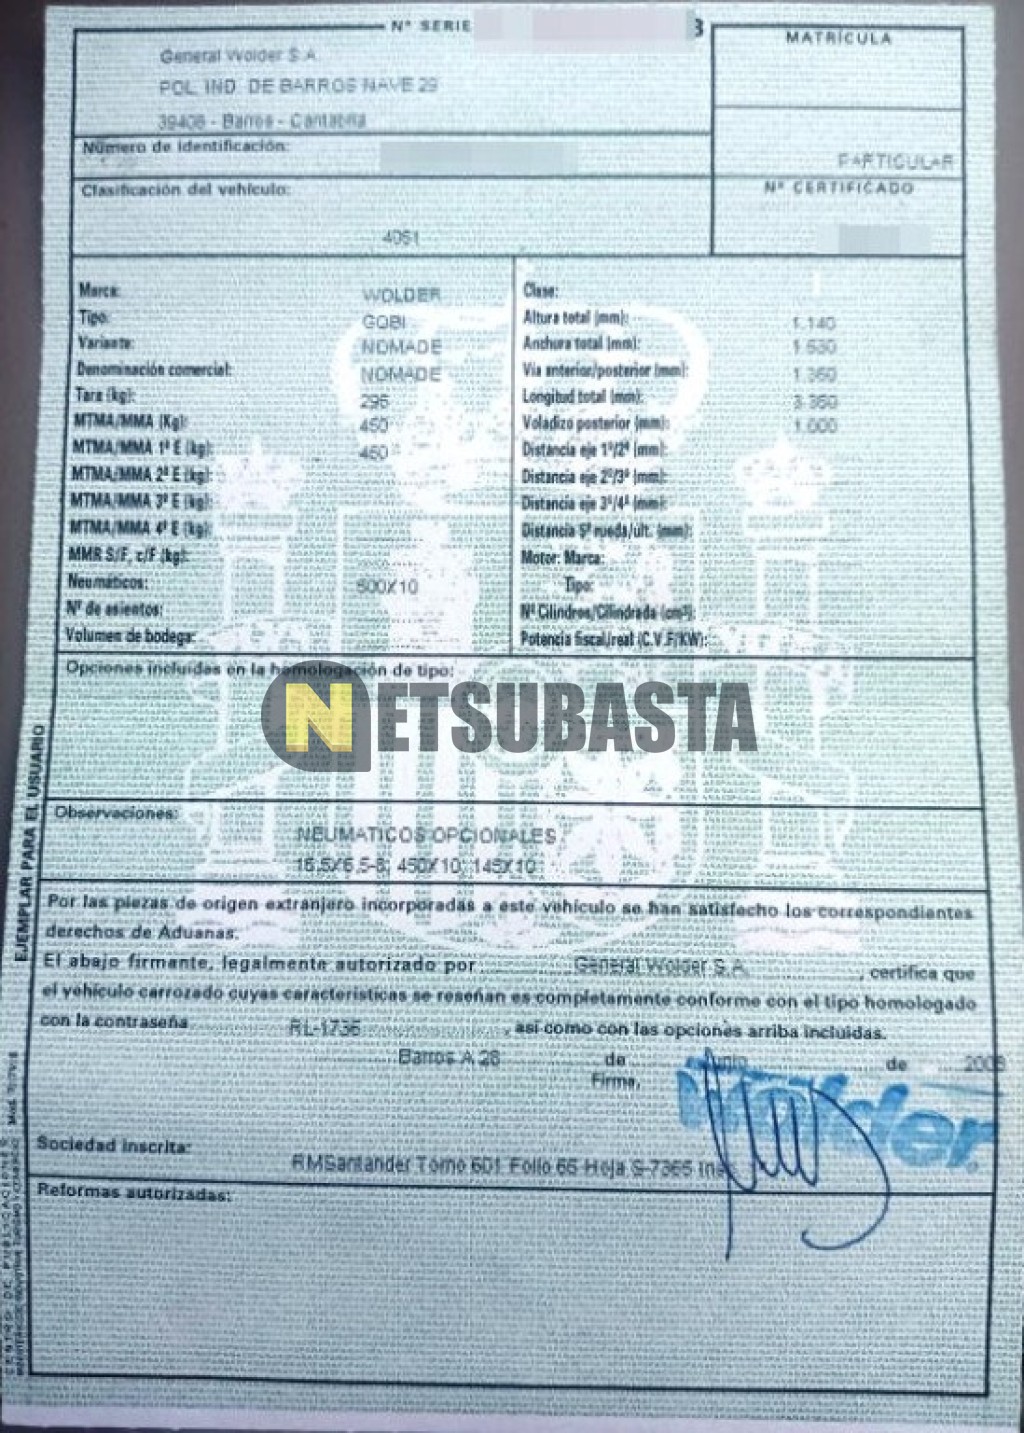 Nº SERIE
General Wolder S.A.
POL. IND. DE BARROS NAVE 29
39408 - Barros - Cantabria
MATRÍCULA
Número de identificación:
PARTICULAR
Clasificación del vehículo:
Nº CERTIFICADO
4051
Marca: WOLDER
Tipo: GOBI
Variante: NOMADE
Denominación comercial: NOMADE
Tara (kg): 295
MTMA/MMA (Kg): 450
MTMA/MMA 1º E (kg): 450
MTMA/MMA 2º E (kg):
MTMA/MMA 3º E (kg):
MTMA/MMA 4º E (kg):
MMR S/F, c/F (kg):
Neumáticos: 500X10
Nº de asientos:
Volumen de bodega:
Clase:
Altura total (mm): 1.140
Anchura total (mm): 1.630
Vía anterior/posterior (mm): 1.360
Longitud total (mm): 3.360
Voladizo posterior (mm): 1.000
Distancia eje 1º/2º (mm):
Distancia eje 2º/3º (mm):
Distancia eje 3º/4º (mm):
Distancia 5ª rueda/ult. (mm):
Motor: Marca:
Tipo:
Nº Cilindros/Cilindrada (cm³):
Potencia fiscal/real (C.V.F/KW):
Opciones incluidas en la homologación de tipo:
NETSUBASTA
Observaciones:
NEUMATICOS OPCIONALES
16,5X6,5-8; 450X10; 145X10
Por las piezas de origen extranjero incorporadas a este vehículo se han satisfecho los correspondientes
derechos de Aduanas.
El abajo firmante, legalmente autorizado por General Wolder S.A. , certifica que
el vehículo carrozado cuyas características se reseñan es completamente conforme con el tipo homologado
con la contraseña RL-1736 , así como con las opciones arriba incluidas.
Barros A 28 de Junio de
Firma,
Wolder
Sociedad inscrita:
RMSantander Tomo 601 Folio 66 Hoja S-7365
Reformas autorizadas:
EJEMPLAR PARA EL USUARIO
CENTRO DE PUBLICACIONES